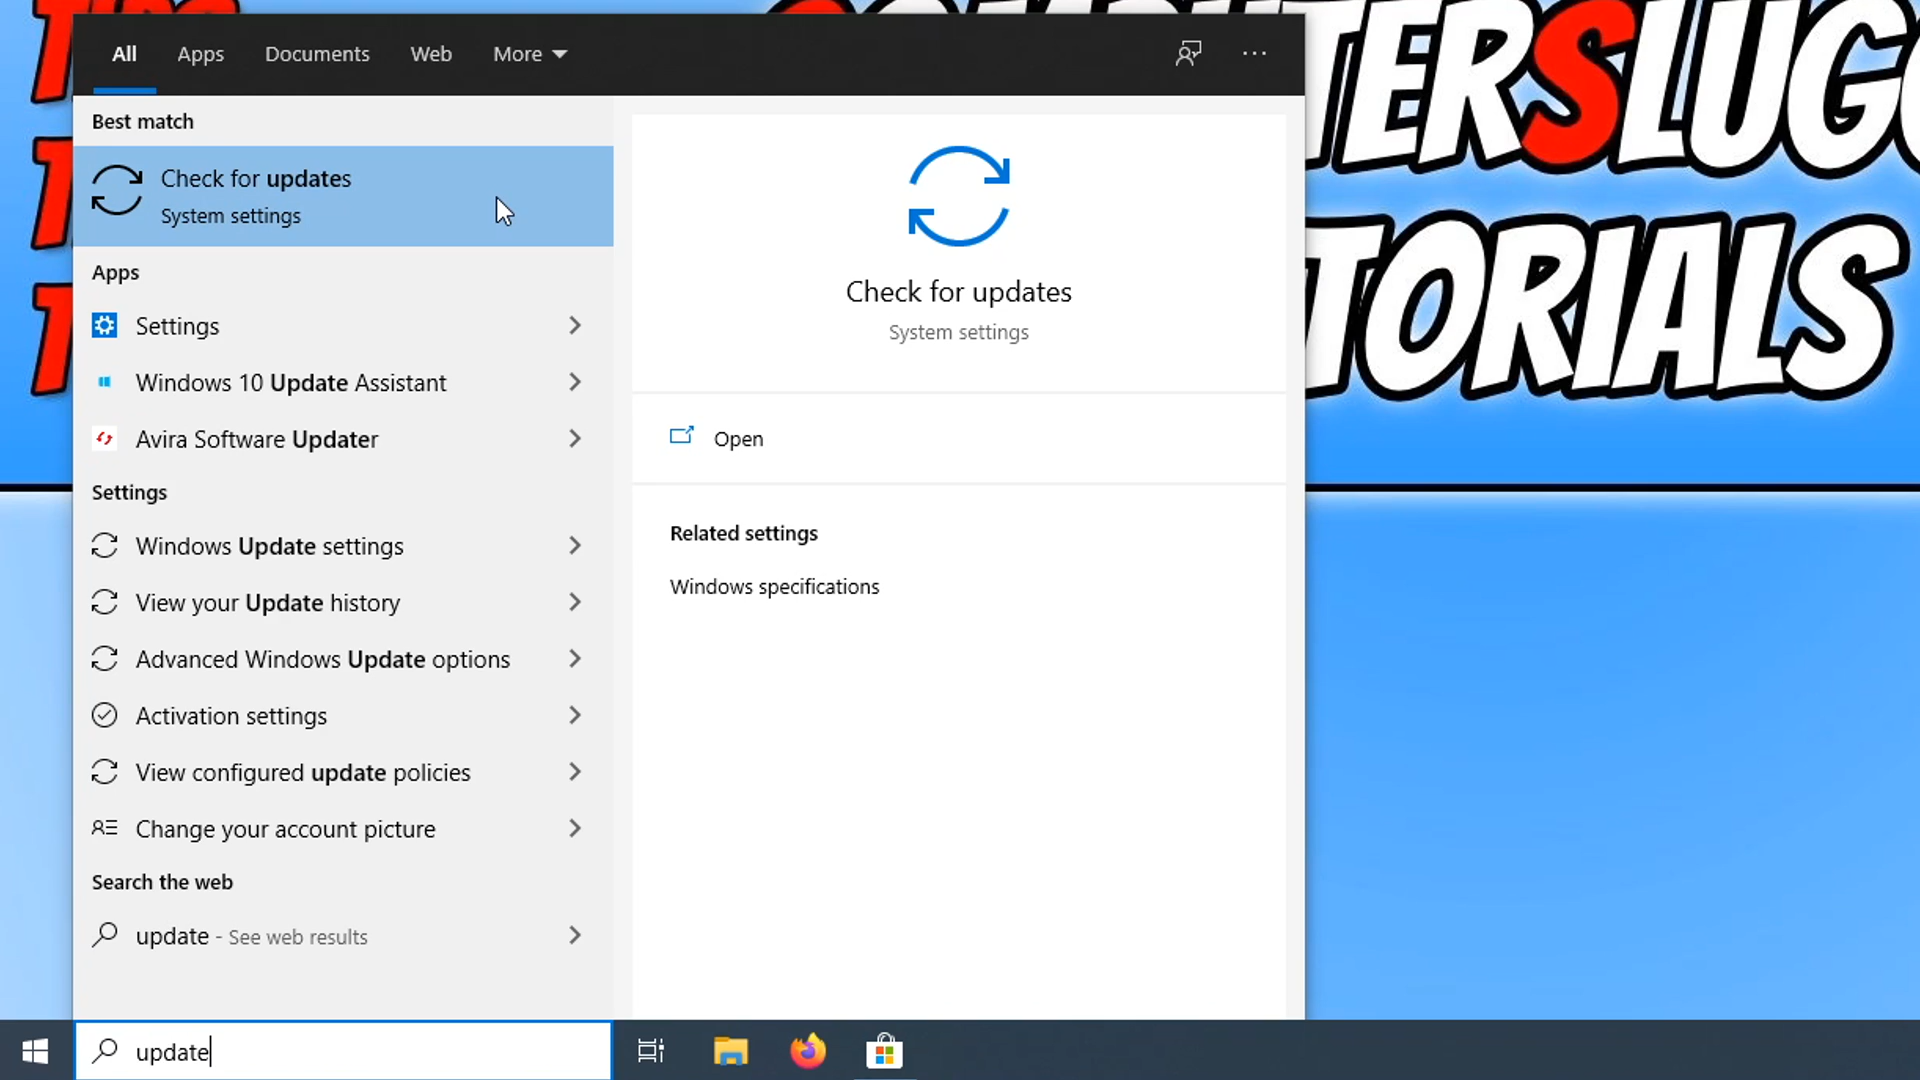 All Apps Documents Web More
Best match
Check for updates
System settings
Apps
Settings
Windows 10 Update Assistant
Avira Software Updater
Settings
Windows Update settings
View your Update history
Advanced Windows Update options
Activation settings
View configured update policies
Change your account picture
Search the web
update - See web results
update
Check for updates
System settings
Open
Related settings
Windows specifications
TERSLUGG
TORIALS